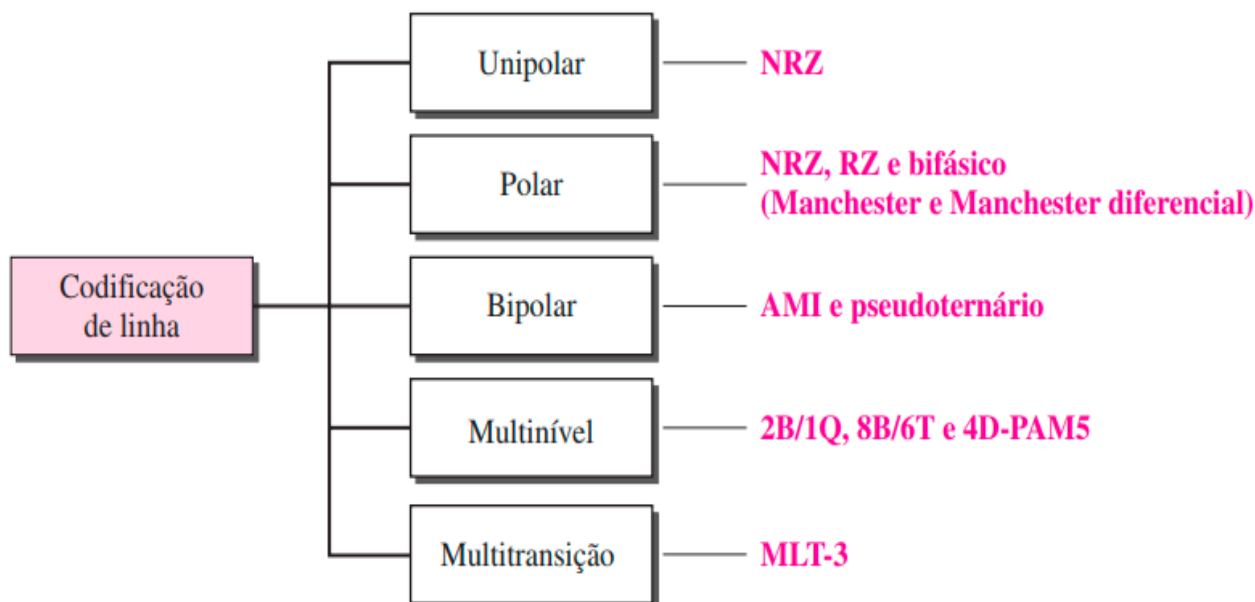 Unipolar
NRZ
Polar
NRZ, RZ e bifásico
(Manchester e Manchester diferencial)
Codificação
de linha
Bipolar
AMI e pseudoternário
Multinível
2B/1Q, 8B/6T e 4D-PAM5
Multitransição
MLT-3